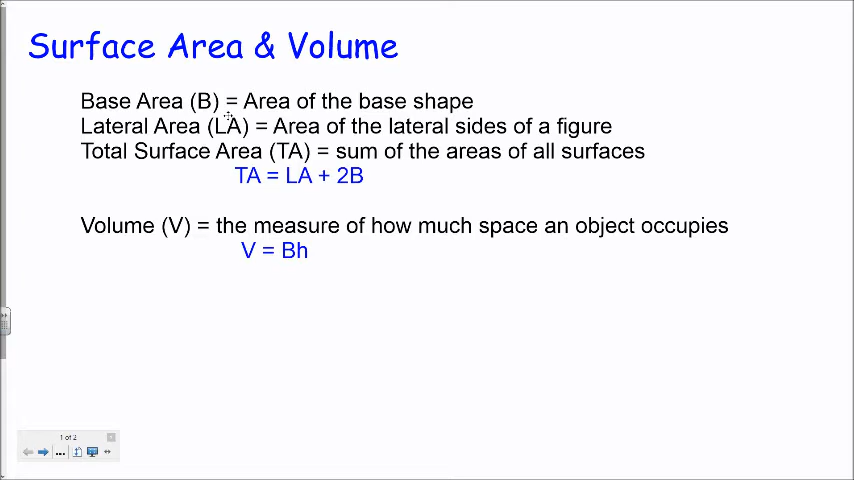 Surface Area & Volume
Base Area (B) = Area of the base shape
Lateral Area (LA) = Area of the lateral sides of a figure
Total Surface Area (TA) = sum of the areas of all surfaces
TA = LA + 2B
Volume (V) = the measure of how much space an object occupies
V = Bh
1 of 2